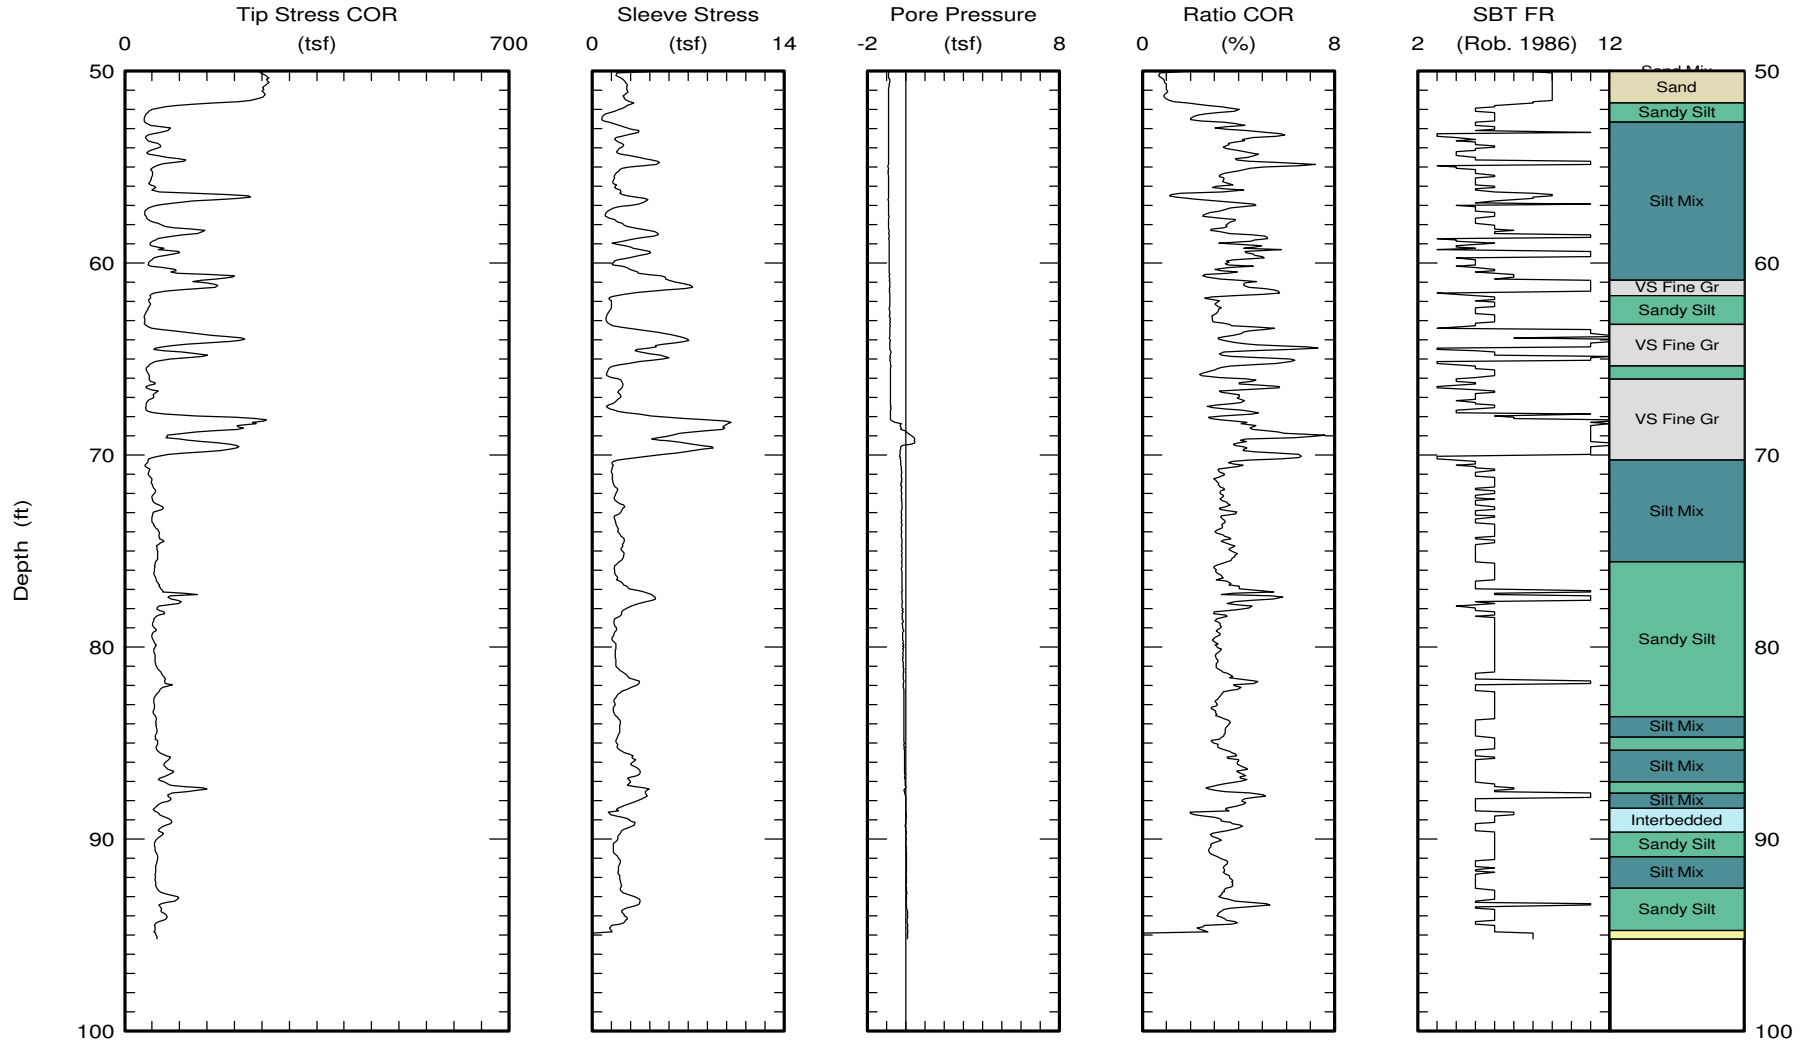 Tip Stress COR Sleeve Stress Pore Pressure Ratio COR SBT FR
0 (tsf) 700 0 (tsf) 14 -2 (tsf) 8 0 (%) 8 2 (Rob. 1986) 12
50 Sand Mix 50
Sand
Sandy Silt
Silt Mix
60 60
VS Fine Gr
Sandy Silt
VS Fine Gr
VS Fine Gr
70 70
Silt Mix
Depth (ft)
Sandy Silt
80 80
Silt Mix
Silt Mix
Silt Mix
Interbedded
90 90
Sandy Silt
Silt Mix
Sandy Silt
100 100